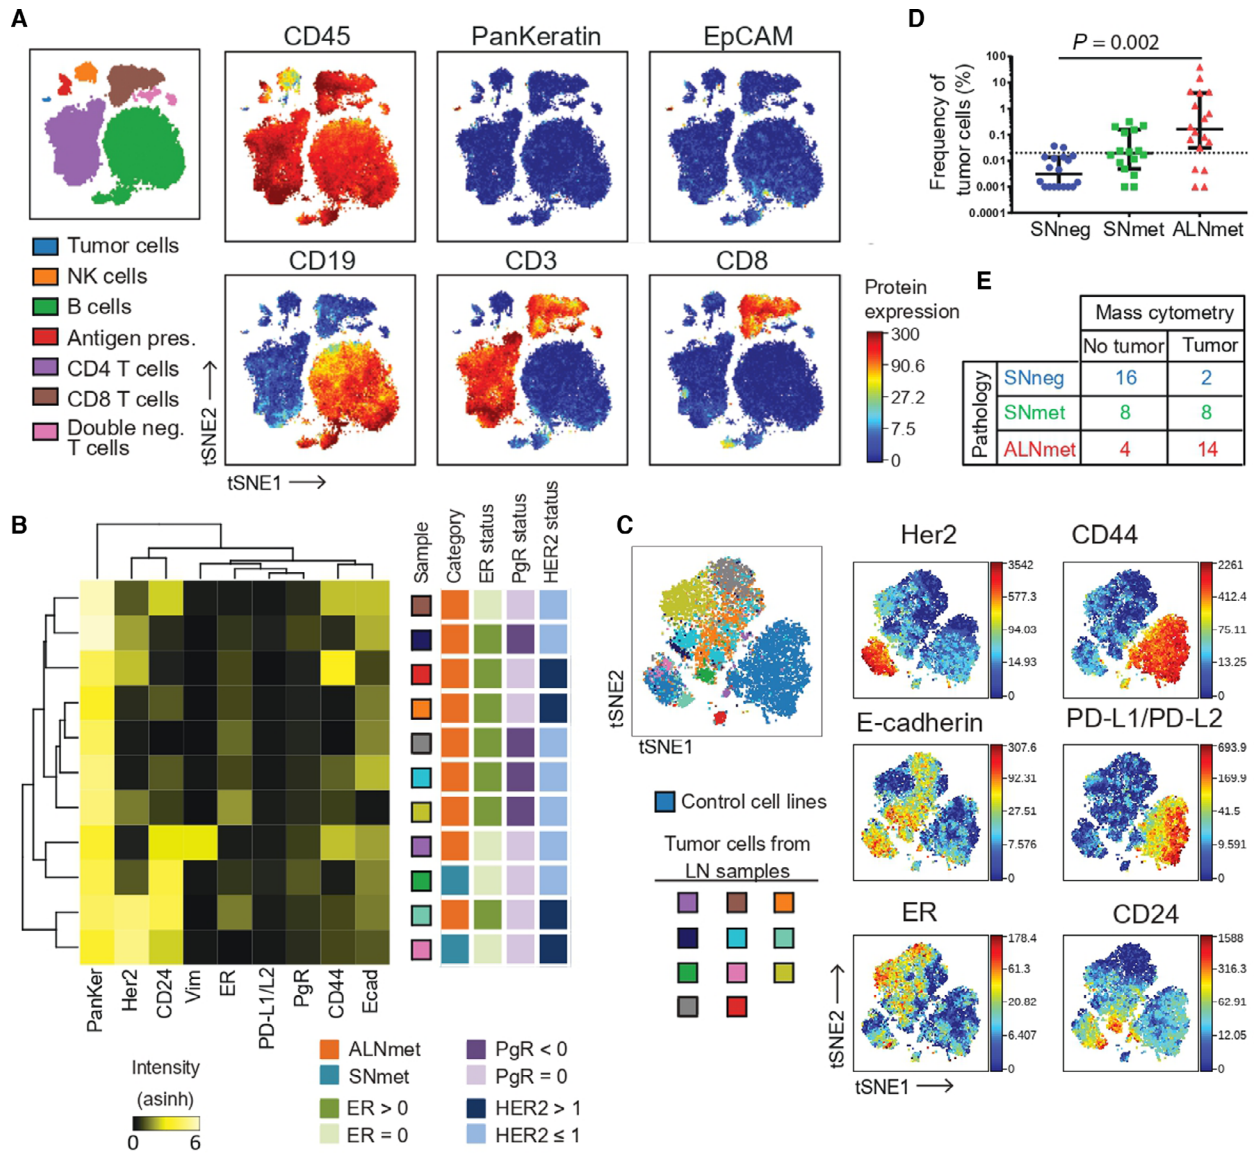 A
CD45
PanKeratin
EpCAM
Tumor cells
NK cells
B cells
Antigen pres.
CD4 T cells
CD8 T cells
Double neg.
T cells
CD19
CD3
CD8
tSNE2
tSNE1
Protein
expression
300
90.6
27.2
7.5
0
D
P = 0.002
Frequency of
tumor cells (%)
100
10
1
0.1
0.01
0.001
0.0001
SNneg SNmet ALNmet
E
Mass cytometry
No tumor Tumor
Pathology
SNneg 16 2
SNmet 8 8
ALNmet 4 14
B
Sample
Category
ER status
PgR status
HER2 status
PanKer
Her2
CD24
Vim
ER
PD-L1/L2
PgR
CD44
Ecad
Intensity
(asinh)
0 6
ALNmet
SNmet
ER > 0
ER = 0
PgR < 0
PgR = 0
HER2 > 1
HER2 ≤ 1
C
tSNE2
tSNE1
Control cell lines
Tumor cells from
LN samples
Her2
3542
577.3
94.03
14.93
0
CD44
2261
412.4
75.11
13.25
0
E-cadherin
307.6
92.31
27.51
7.576
0
PD-L1/PD-L2
693.9
169.9
41.5
9.591
0
ER
178.4
61.3
20.82
6.407
0
CD24
1588
316.3
62.91
12.05
0
tSNE2
tSNE1